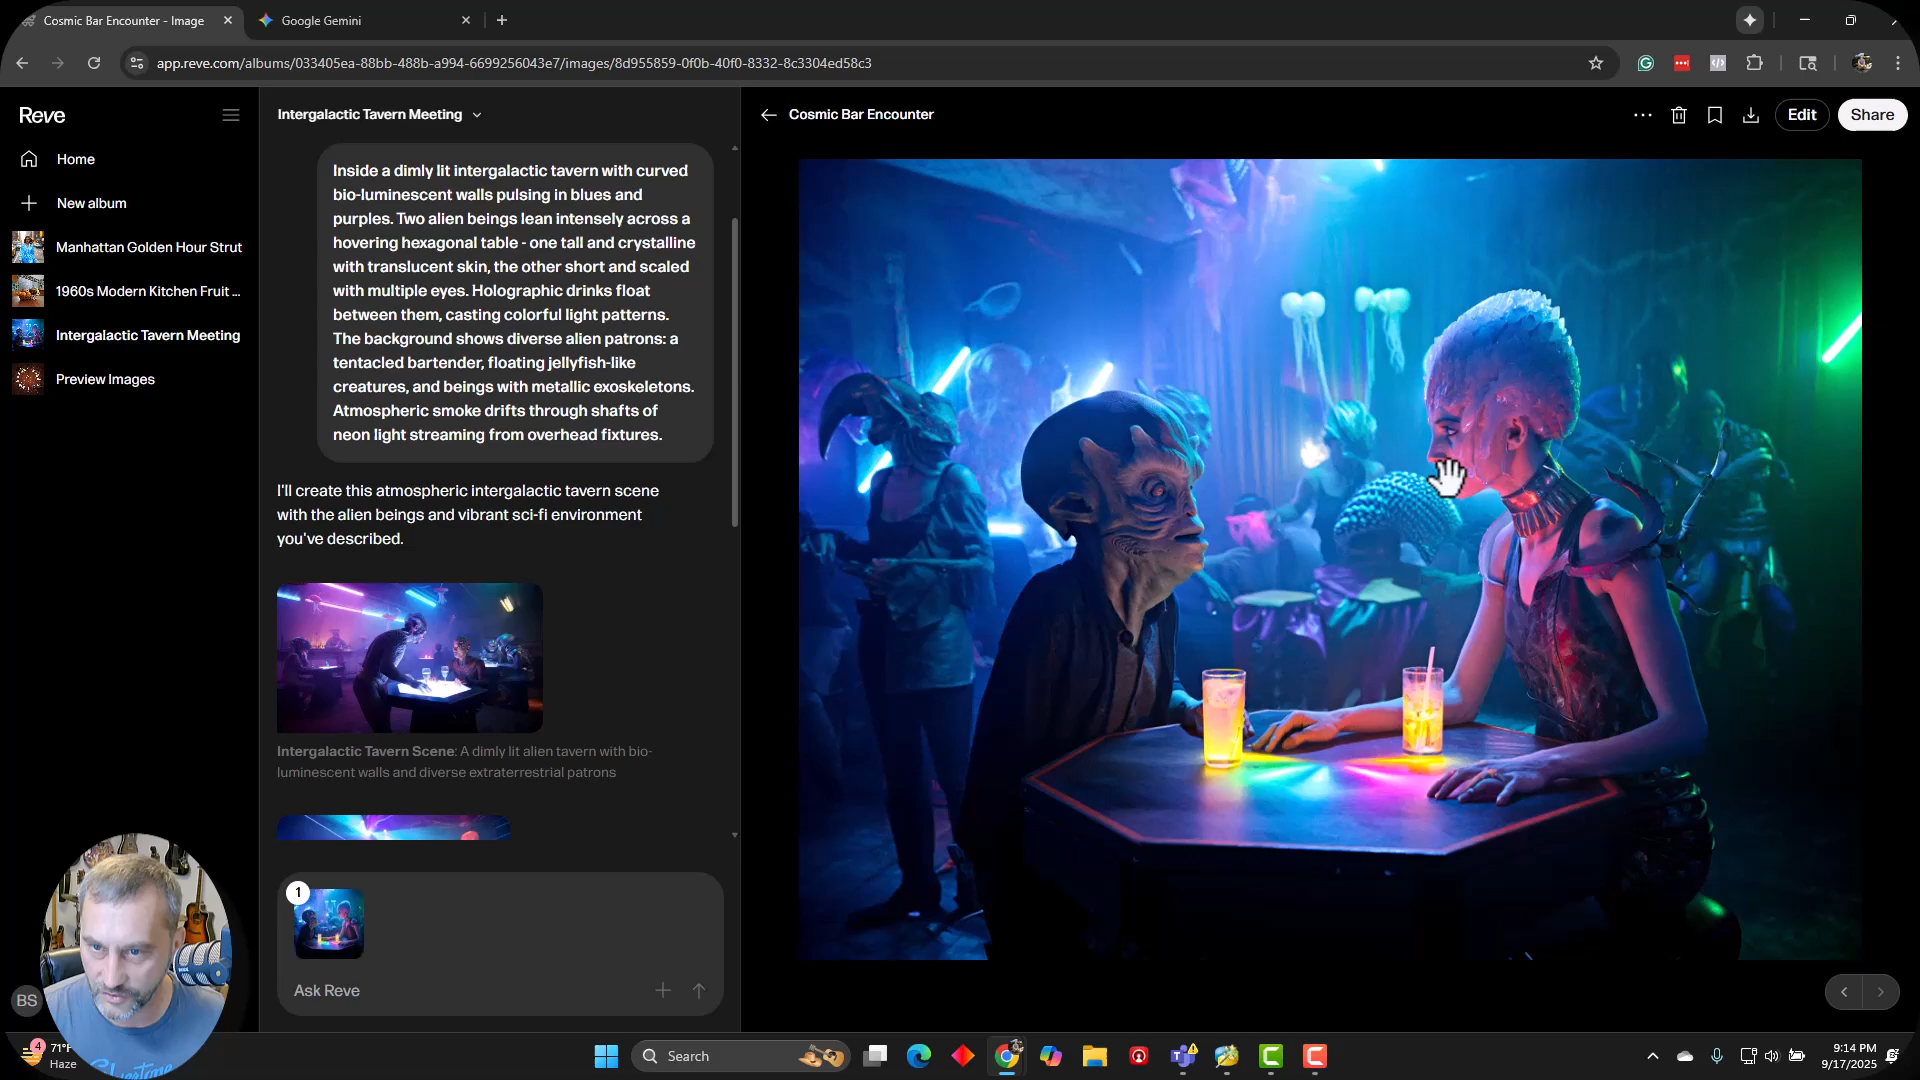 Cosmic Bar Encounter - Image
Google Gemini
app.reve.com/albums/033405ea-88bb-488b-a994-6699256043e7/images/8d955859-0f0b-40f0-8332-8c3304ed58c3
Reve
Home
New album
Manhattan Golden Hour Strut
1960s Modern Kitchen Fruit ...
Intergalactic Tavern Meeting
Preview Images
BS
Intergalactic Tavern Meeting
Inside a dimly lit intergalactic tavern with curved
bio-luminescent walls pulsing in blues and
purples. Two alien beings lean intensely across a
hovering hexagonal table - one tall and crystalline
with translucent skin, the other short and scaled
with multiple eyes. Holographic drinks float
between them, casting colorful light patterns.
The background shows diverse alien patrons: a
tentacled bartender, floating jellyfish-like
creatures, and beings with metallic exoskeletons.
Atmospheric smoke drifts through shafts of
neon light streaming from overhead fixtures.
I'll create this atmospheric intergalactic tavern scene
with the alien beings and vibrant sci-fi environment
you've described.
Intergalactic Tavern Scene: A dimly lit alien tavern with bio-
luminescent walls and diverse extraterrestrial patrons
1
Ask Reve
Cosmic Bar Encounter
Edit
Share
4
71°F
Haze
Search
9:14 PM
9/17/2025